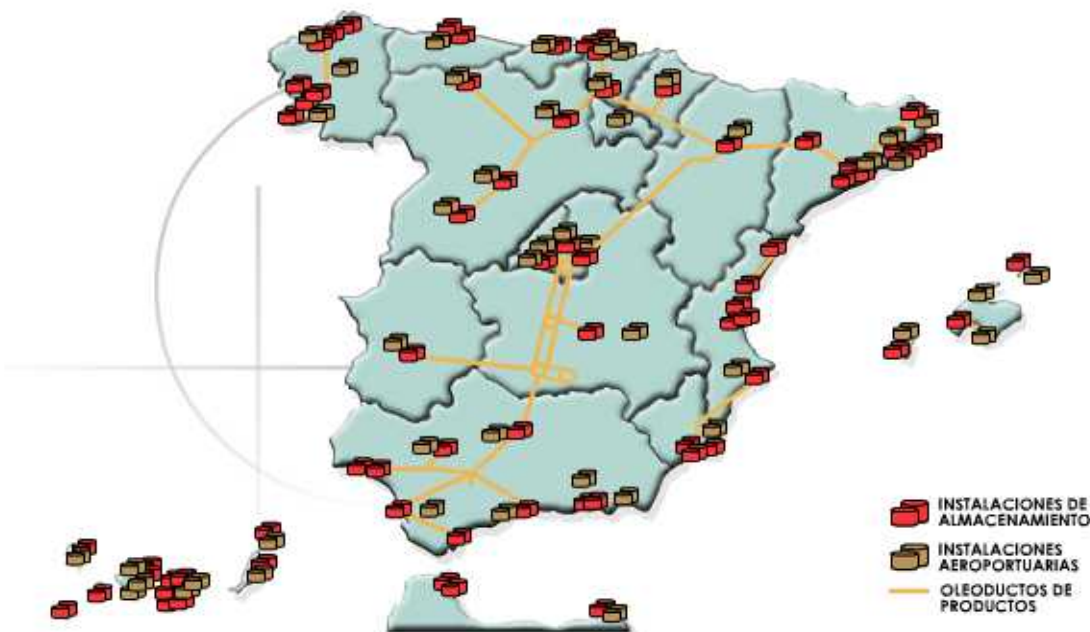 INSTALACIONES DE
ALMACENAMIENTO
INSTALACIONES
AEROPORTUARIAS
OLEODUCTOS DE
PRODUCTOS